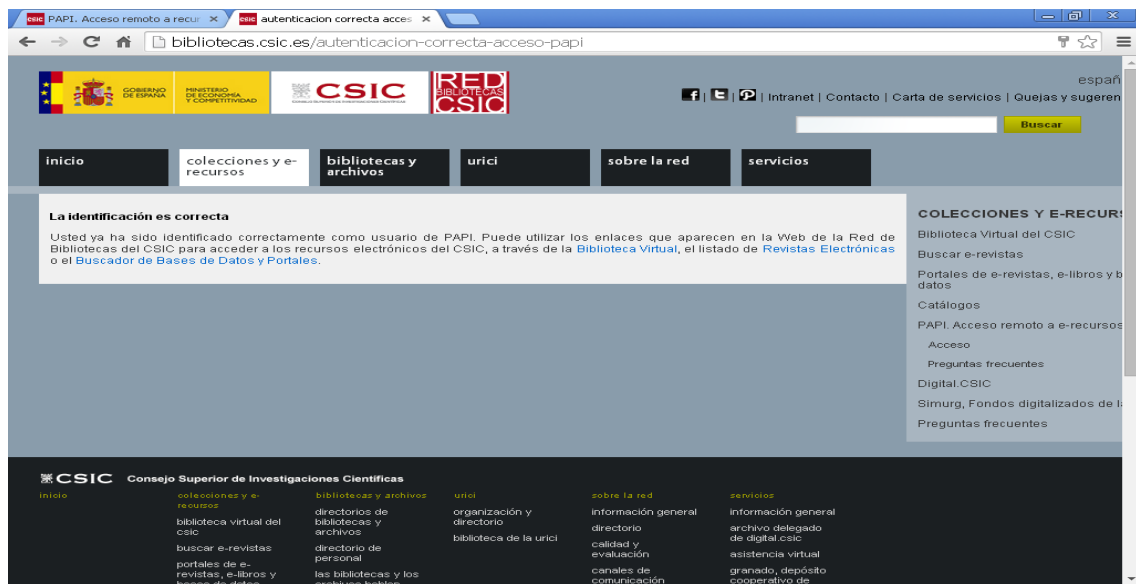 PAPI. Acceso remoto a recur
autenticacion correcta acces
bibliotecas.csic.es/autenticacion-correcta-acceso-papi
GOBIERNO DE ESPAÑA
MINISTERIO DE ECONOMÍA Y COMPETITIVIDAD
CSIC
RED
BIBLIOTECAS
CSIC
españ
| Intranet | Contacto | Carta de servicios | Quejas y sugeren
Buscar
inicio
colecciones y e-recursos
bibliotecas y archivos
urici
sobre la red
servicios
La identificación es correcta
Usted ya ha sido identificado correctamente como usuario de PAPI. Puede utilizar los enlaces que aparecen en la Web de la Red de
Bibliotecas del CSIC para acceder a los recursos electrónicos del CSIC, a través de la Biblioteca Virtual, el listado de Revistas Electrónicas
o el Buscador de Bases de Datos y Portales.
COLECCIONES Y E-RECUR
Biblioteca Virtual del CSIC
Buscar e-revistas
Portales de e-revistas, e-libros y b
datos
Catálogos
PAPI. Acceso remoto a e-recursos
Acceso
Preguntas frecuentes
Digital.CSIC
Simurg, Fondos digitalizados de l
Preguntas frecuentes
CSIC Consejo Superior de Investigaciones Científicas
inicio
colecciones y e-
recursos
biblioteca virtual del
csic
buscar e-revistas
portales de e-
revistas, e-libros y
bases de datos
bibliotecas y archivos
directorios de
bibliotecas y
archivos
directorio de
personal
las bibliotecas y los
archivos hablan
urici
organización y
directorio
biblioteca de la urici
sobre la red
información general
directorio
calidad y
evaluación
canales de
comunicación
servicios
información general
archivo delegado
de digital.csic
asistencia virtual
granado, depósito
cooperativo de